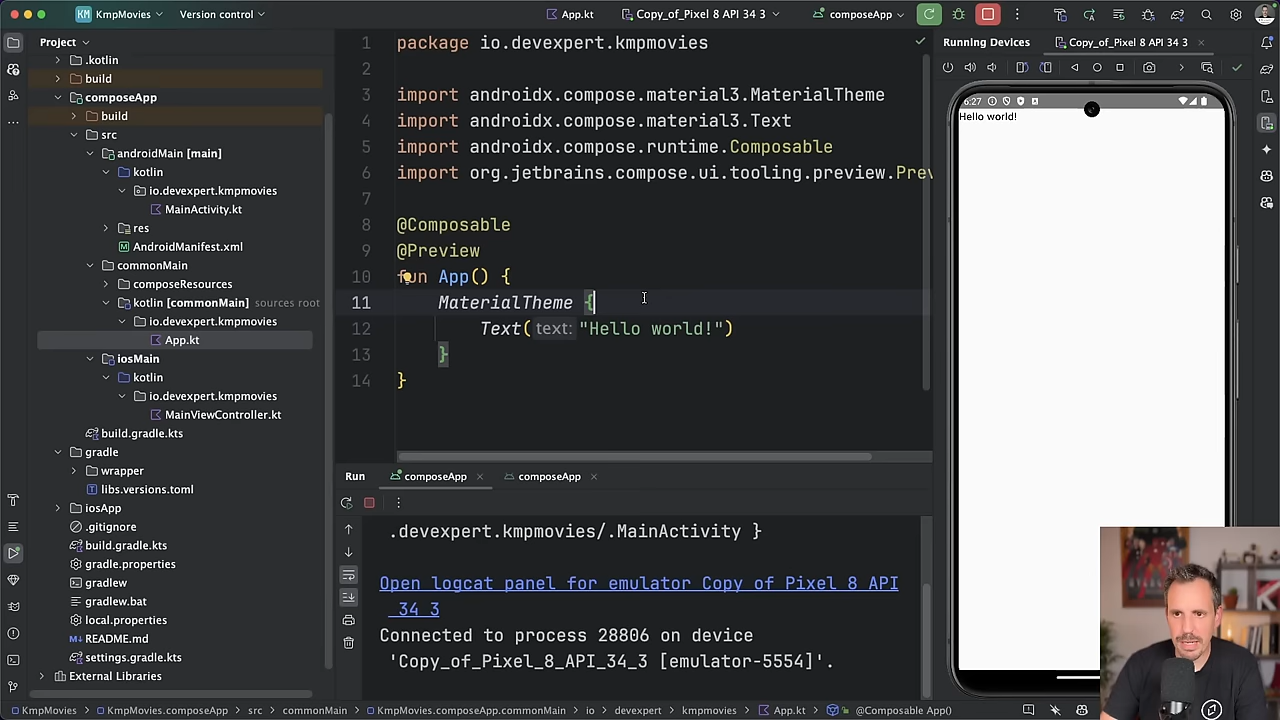 KM KmpMovies Version control App.kt Copy_of_Pixel 8 API 34 3 composeApp
Project
.kotlin
build
composeApp
build
src
androidMain [main]
kotlin
io.devexpert.kmpmovies
MainActivity.kt
res
AndroidManifest.xml
commonMain
composeResources
kotlin [commonMain] sources root
io.devexpert.kmpmovies
App.kt
iosMain
kotlin
io.devexpert.kmpmovies
MainViewController.kt
build.gradle.kts
gradle
wrapper
libs.versions.toml
iosApp
.gitignore
build.gradle.kts
gradle.properties
gradlew
gradlew.bat
local.properties
README.md
settings.gradle.kts
External Libraries
1 package io.devexpert.kmpmovies
2
3 import androidx.compose.material3.MaterialTheme
4 import androidx.compose.material3.Text
5 import androidx.compose.runtime.Composable
6 import org.jetbrains.compose.ui.tooling.preview.Prev
7
8 @Composable
9 @Preview
10 fun App() {
11 MaterialTheme {
12 Text( text: "Hello world!")
13 }
14 }
Run composeApp composeApp
.devexpert.kmpmovies/.MainActivity }
Open logcat panel for emulator Copy of Pixel 8 API
34 3
Connected to process 28806 on device
'Copy_of_Pixel_8_API_34_3 [emulator-5554]'.
Running Devices Copy_of_Pixel 8 API 34 3
6:27
Hello world!
KmpMovies KmpMovies.composeApp src commonMain KmpMovies.composeApp.commonMain io devexpert kmpmovies App.kt @Composable App()